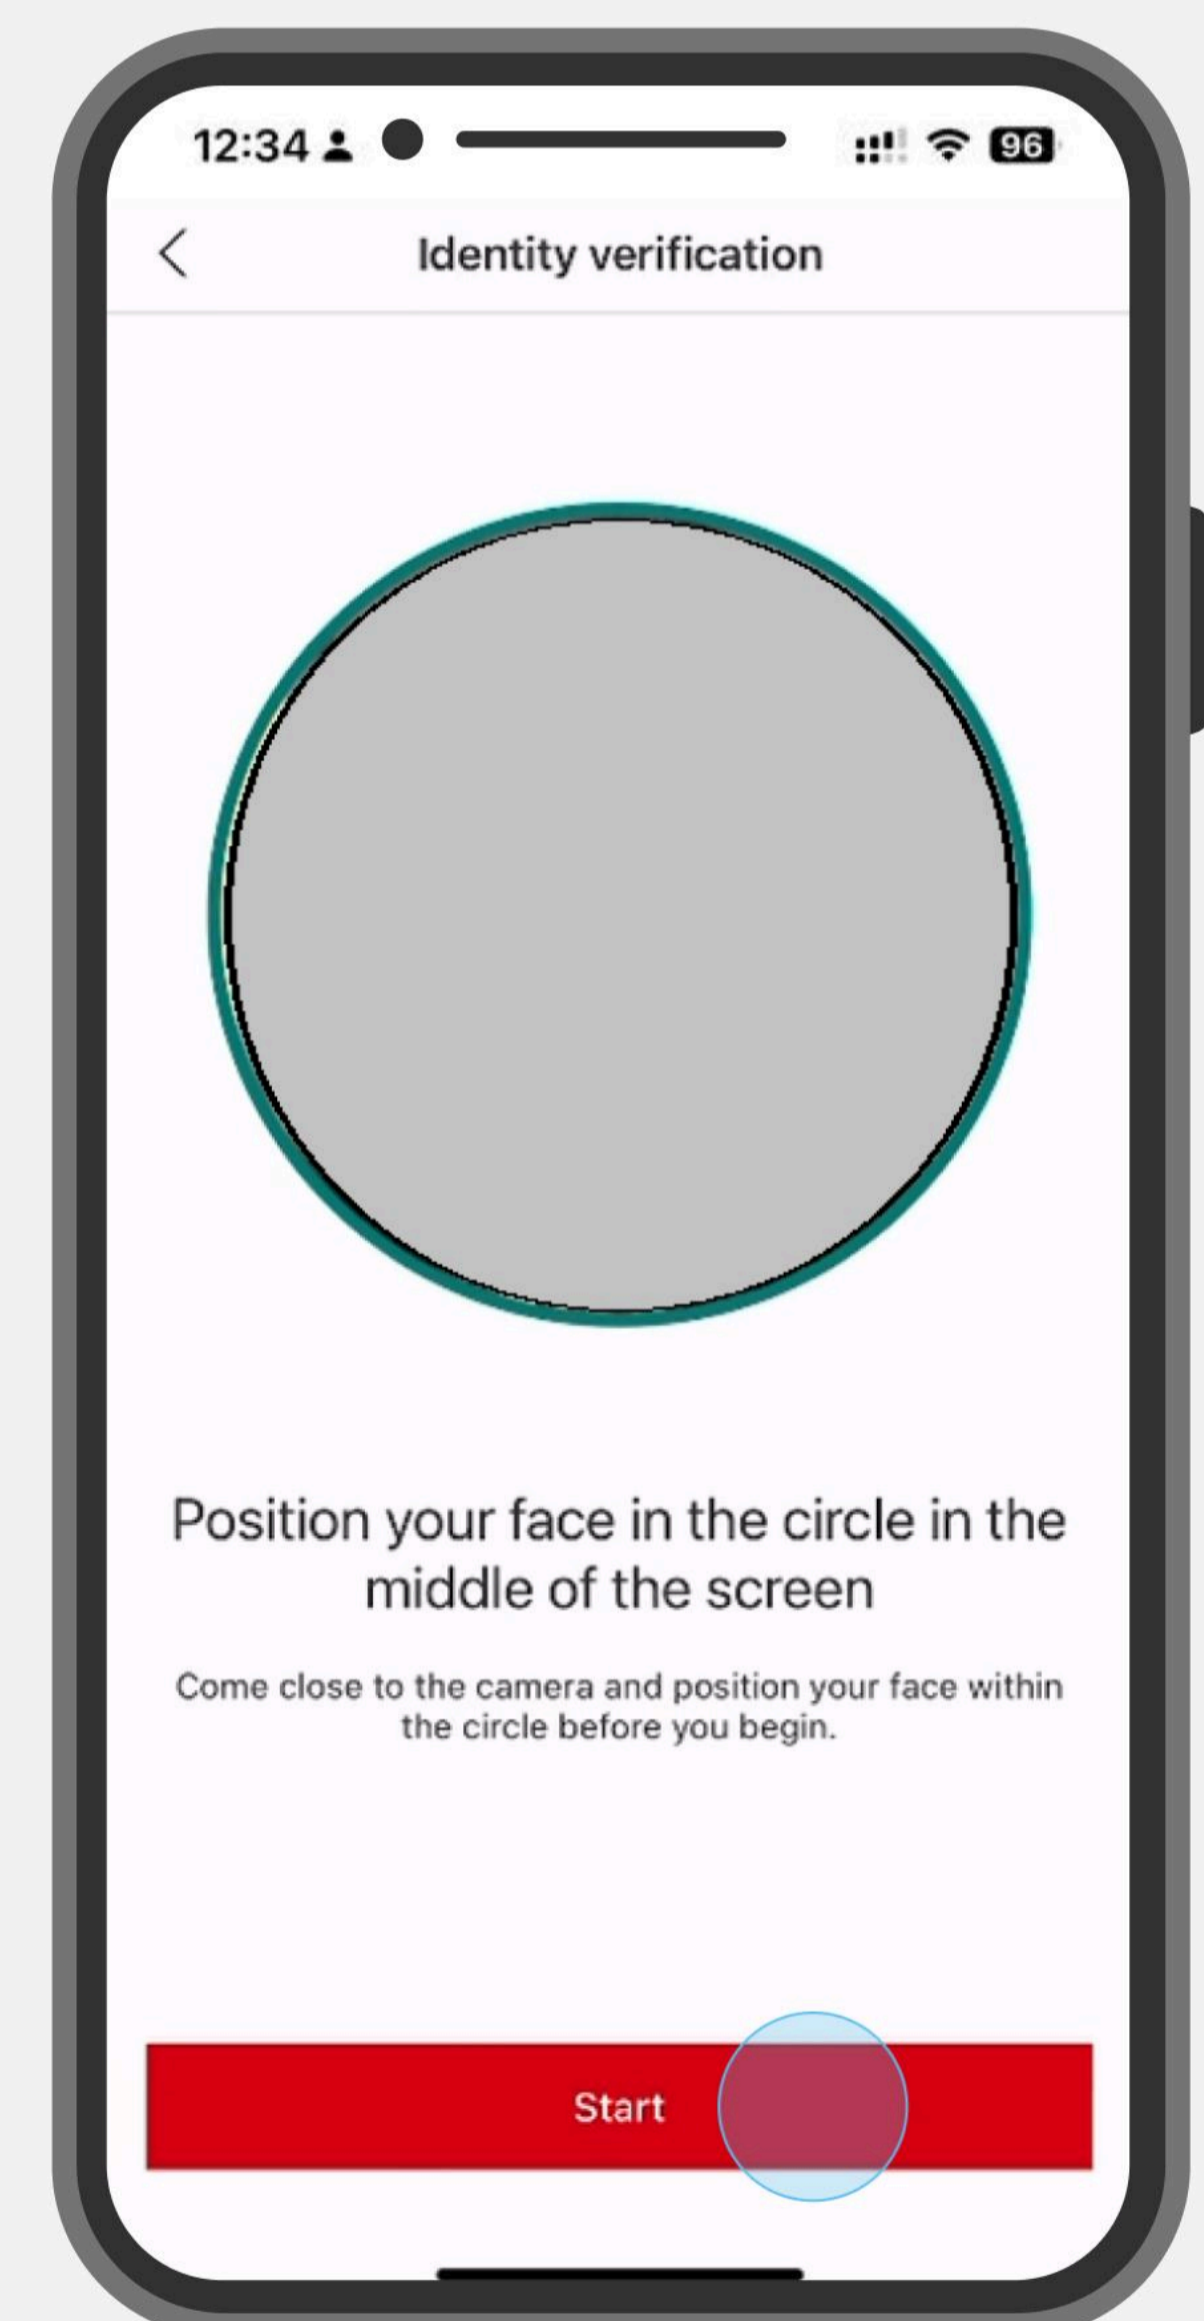 12:34
96
Identity verification
Position your face in the circle in the
middle of the screen
Come close to the camera and position your face within
the circle before you begin.
Start